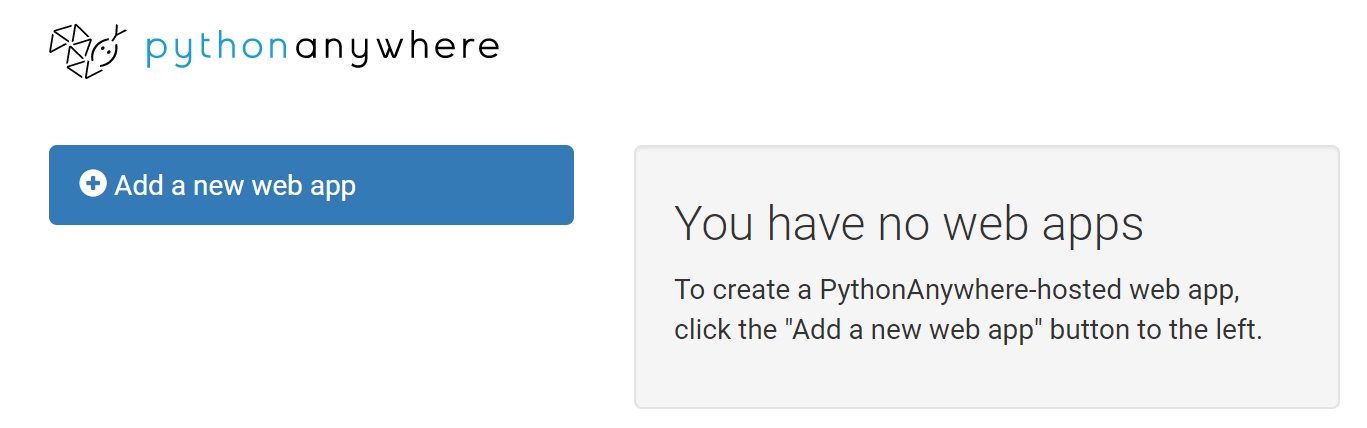 pythonanywhere
Add a new web app
You have no web apps
To create a PythonAnywhere-hosted web app,
click the "Add a new web app" button to the left.